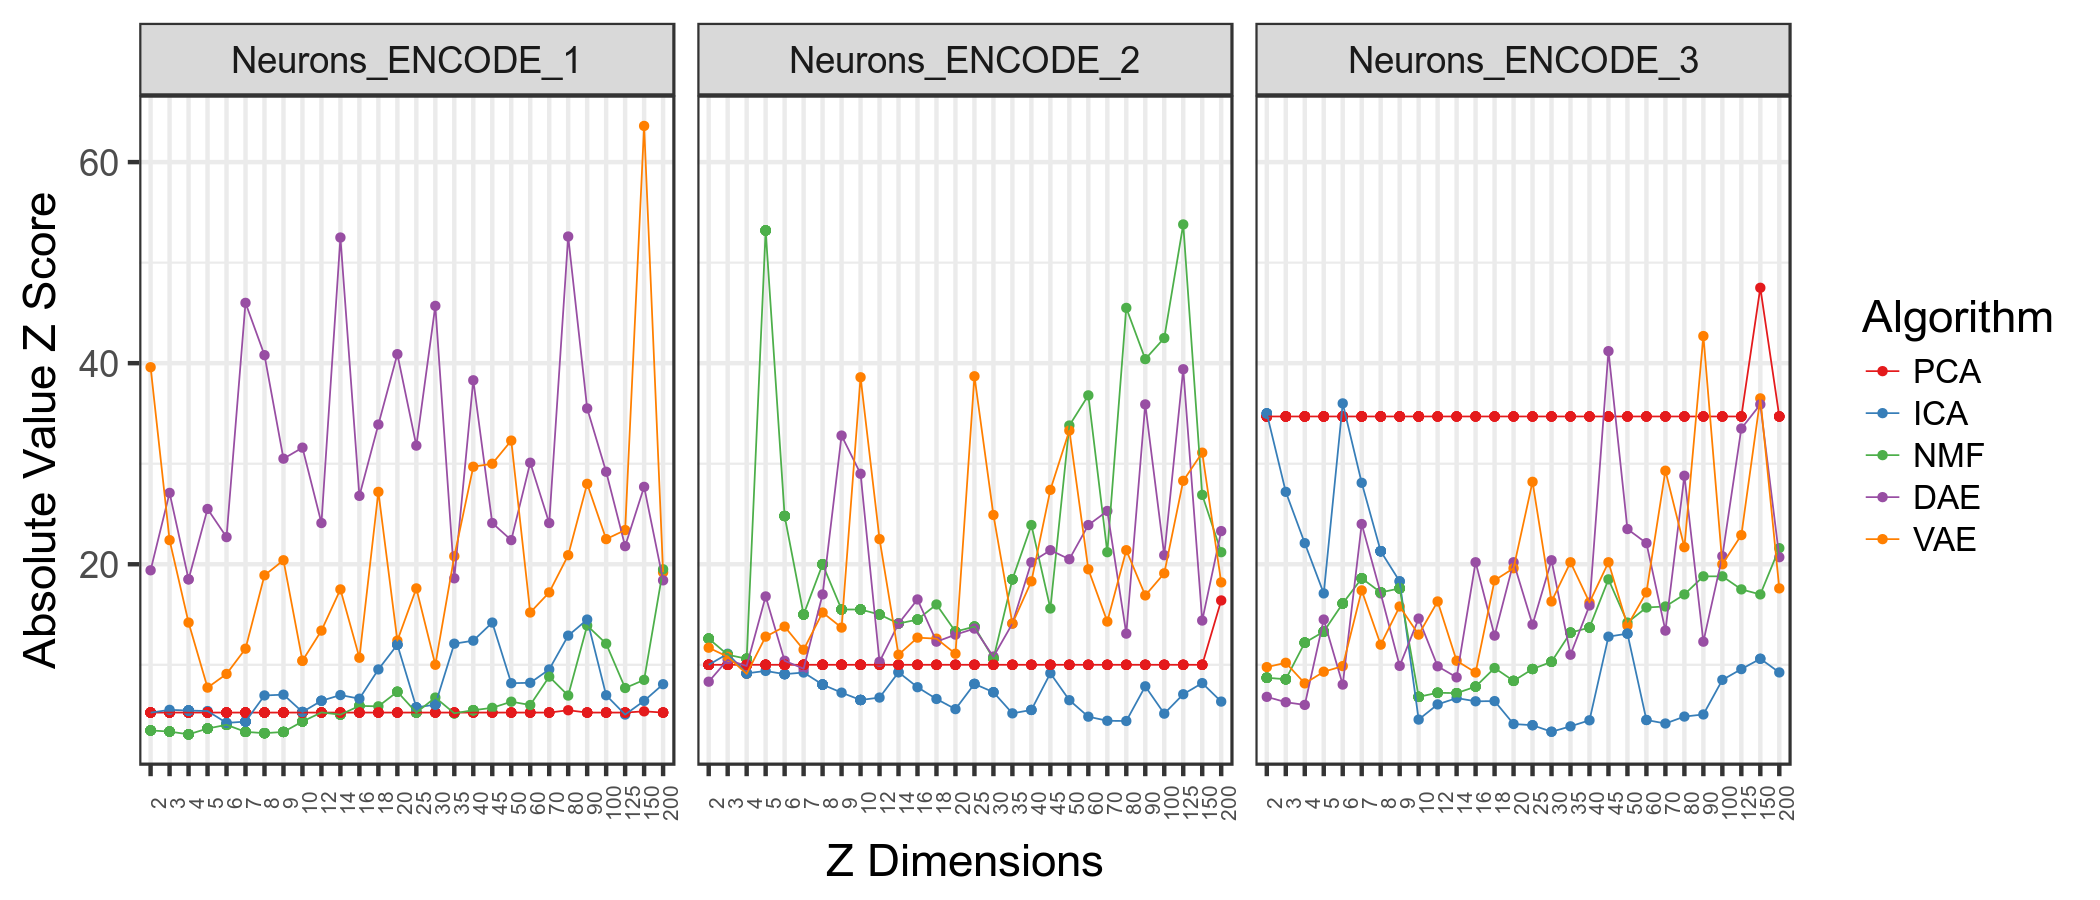 Neurons_ENCODE_1
Neurons_ENCODE_2
Neurons_ENCODE_3
Absolute Value Z Score
60
40
20
2 3 4 5 6 7 8 9 10 12 14 16 18 20 25 30 35 40 45 50 60 70 80 90 100 125 150 200
2 3 4 5 6 7 8 9 10 12 14 16 18 20 25 30 35 40 45 50 60 70 80 90 100 125 150 200
2 3 4 5 6 7 8 9 10 12 14 16 18 20 25 30 35 40 45 50 60 70 80 90 100 125 150 200
Z Dimensions
Algorithm
PCA
ICA
NMF
DAE
VAE